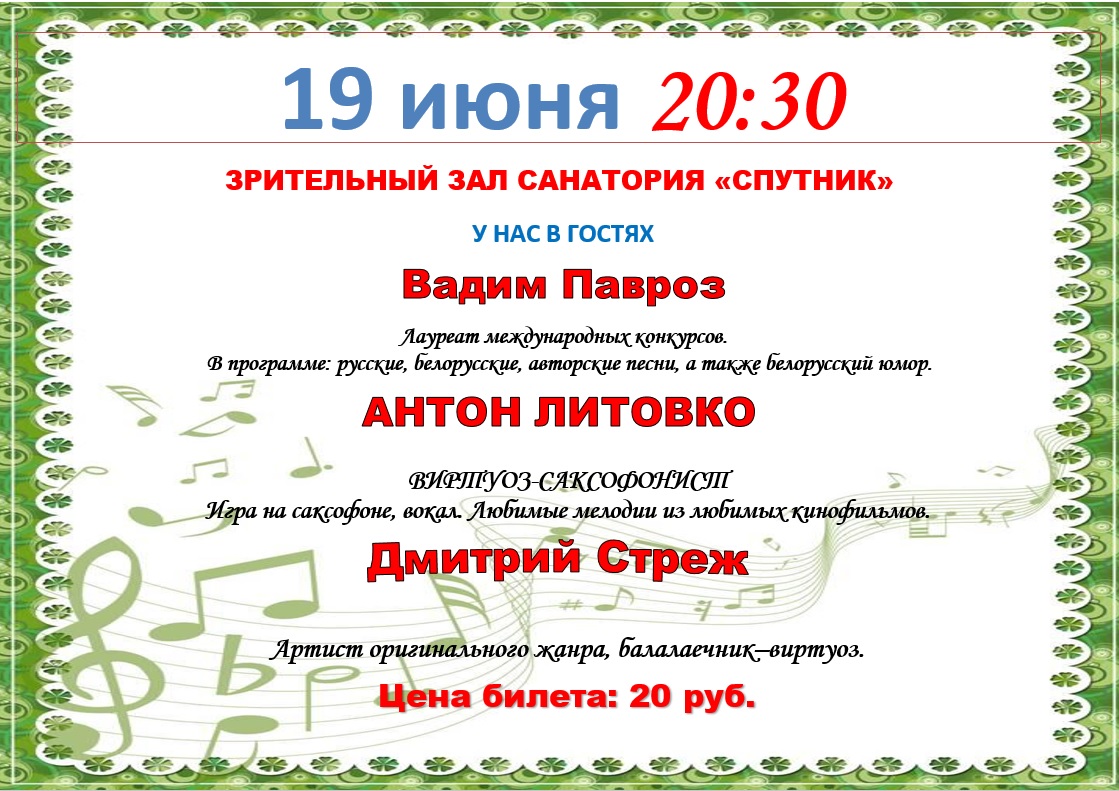 19 июня 20:30
ЗРИТЕЛЬНЫЙ ЗАЛ САНАТОРИЯ «СПУТНИК»
У НАС В ГОСТЯХ
Вадим Павроз
Лауреат международных конкурсов.
В программе: русские, белорусские, авторские песни, а также белорусский юмор.
АНТОН ЛИТОВКО
ВИРТУОЗ-САКСОФОНИСТ
Игра на саксофоне, вокал. Любимые мелодии из любимых кинофильмов.
Дмитрий Стреж
Артист оригинального жанра, балалаечник–виртуоз.
Цена билета: 20 руб.